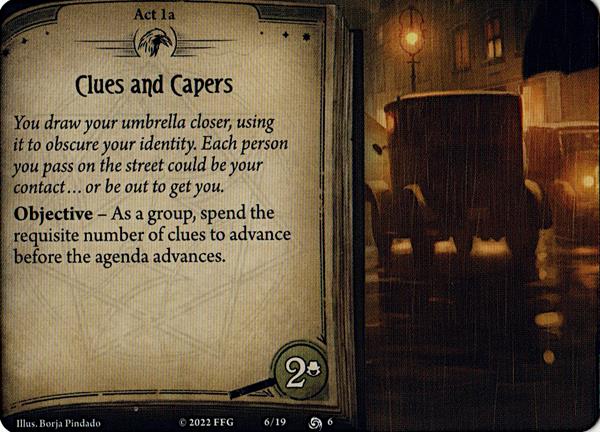 Act 1a
Clues and Capers
You draw your umbrella closer, using
it to obscure your identity. Each person
you pass on the street could be your
contact… or be out to get you.
Objective – As a group, spend the
requisite number of clues to advance
before the agenda advances.
2
Illus. Borja Pindado © 2022 FFG 6/19 6